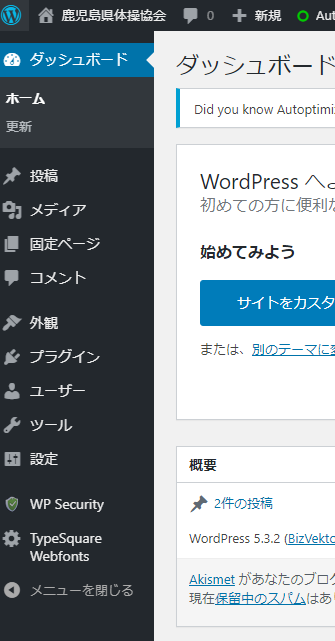 鹿児島県体操協会 0 新規 Aut
ダッシュボード
ホーム
更新
投稿
メディア
固定ページ
コメント
外観
プラグイン
ユーザー
ツール
設定
WP Security
TypeSquare
Webfonts
メニューを閉じる
ダッシュボード
Did you know Autoptimi
WordPress へよ
初めての方に便利な
始めてみよう
サイトをカスタ
または、別のテーマに変
概要
2件の投稿
WordPress 5.3.2 (BizVekto
Akismet があなたのブログ
現在保留中のスパムはあり